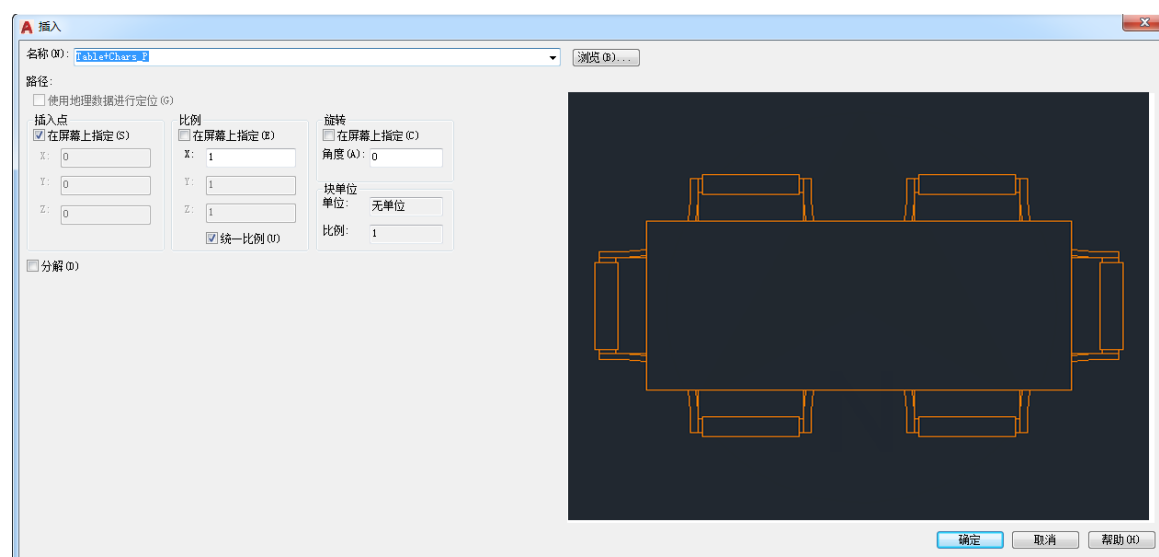 插入
名称(N): Table+Chars_P 浏览(B)...
路径:
使用地理数据进行定位(G)
插入点 比例 旋转
在屏幕上指定(S) 在屏幕上指定(E) 在屏幕上指定(C)
X: 0 X: 1 角度(A): 0
Y: 0 Y: 1 块单位
Z: 0 Z: 1 单位: 无单位
统一比例(U) 比例: 1
分解(D)
确定 取消 帮助(H)